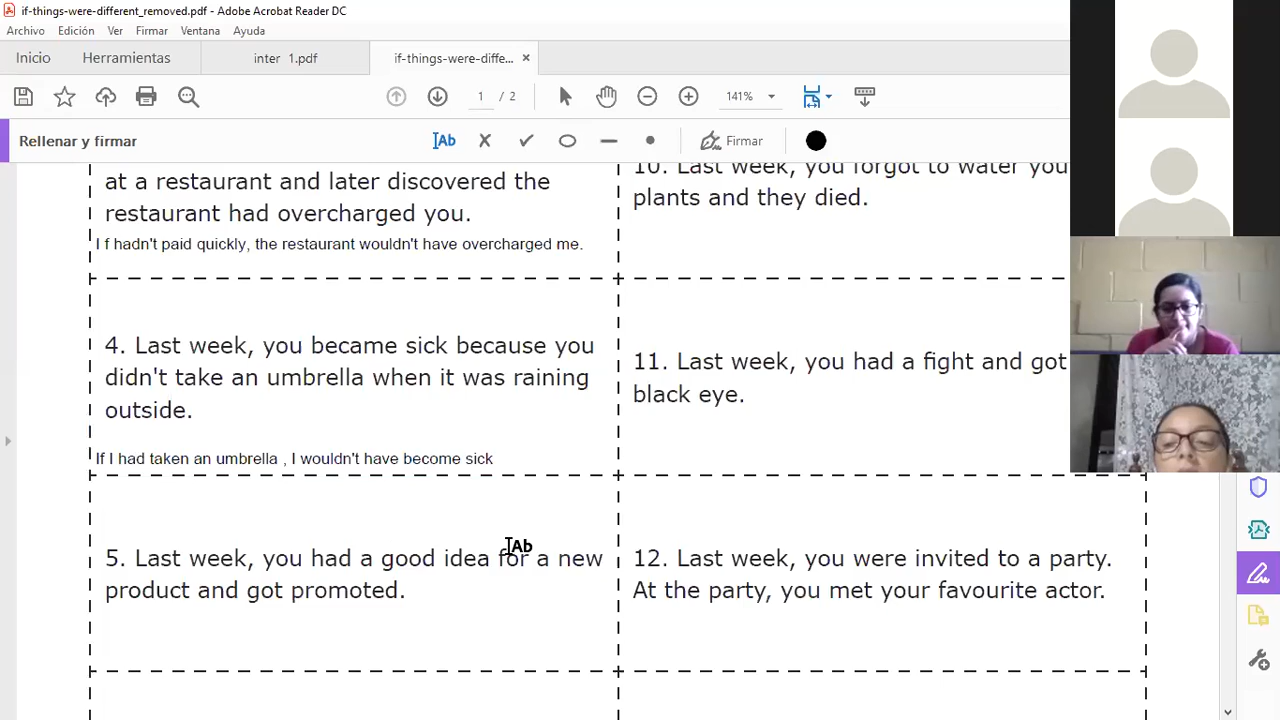 if-things-were-different_removed.pdf - Adobe Acrobat Reader DC
Archivo Edición Ver Firmar Ventana Ayuda
Inicio Herramientas inter 1.pdf if-things-were-diffe... ×
1 / 2 141%
Rellenar y firmar Ab Firmar
at a restaurant and later discovered the
restaurant had overcharged you.
I f hadn't paid quickly, the restaurant wouldn't have overcharged me.
10. Last week, you forgot to water you
plants and they died.
4. Last week, you became sick because you
didn't take an umbrella when it was raining
outside.
If I had taken an umbrella , I wouldn't have become sick
11. Last week, you had a fight and got
black eye.
Ab
5. Last week, you had a good idea for a new
product and got promoted.
12. Last week, you were invited to a party.
At the party, you met your favourite actor.